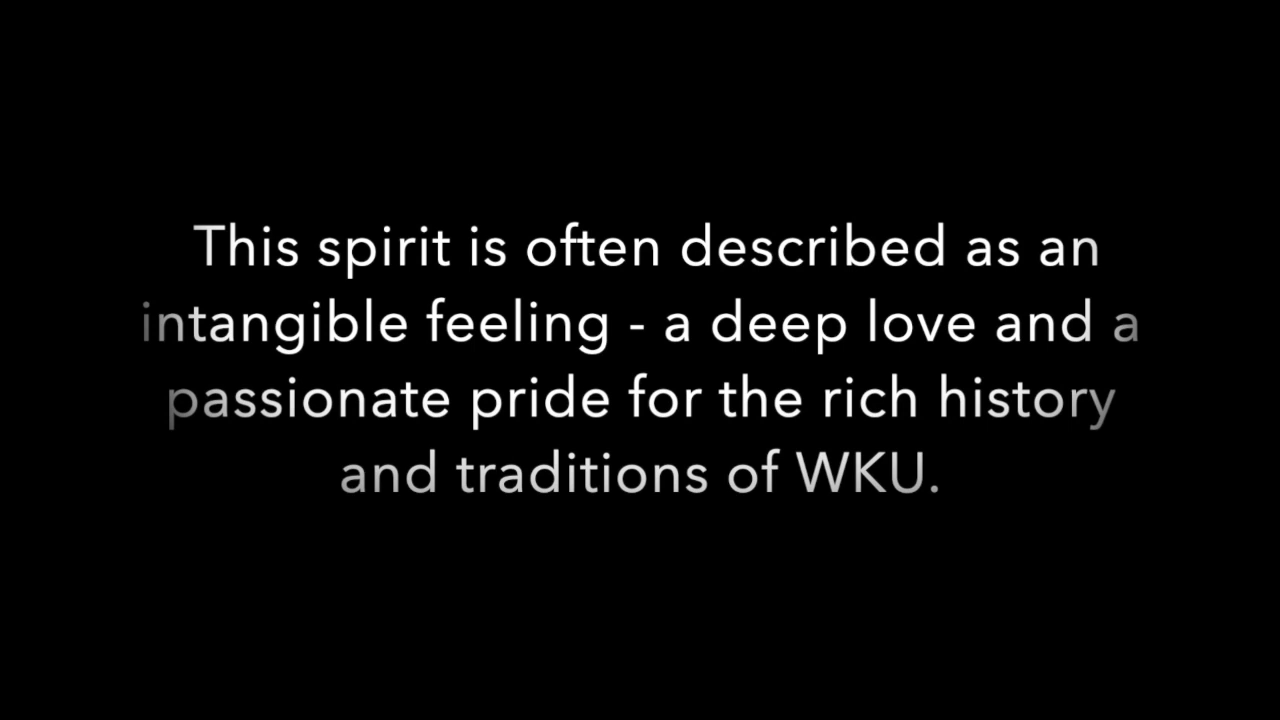 This spirit is often described as an
intangible feeling - a deep love and a
passionate pride for the rich history
and traditions of WKU.